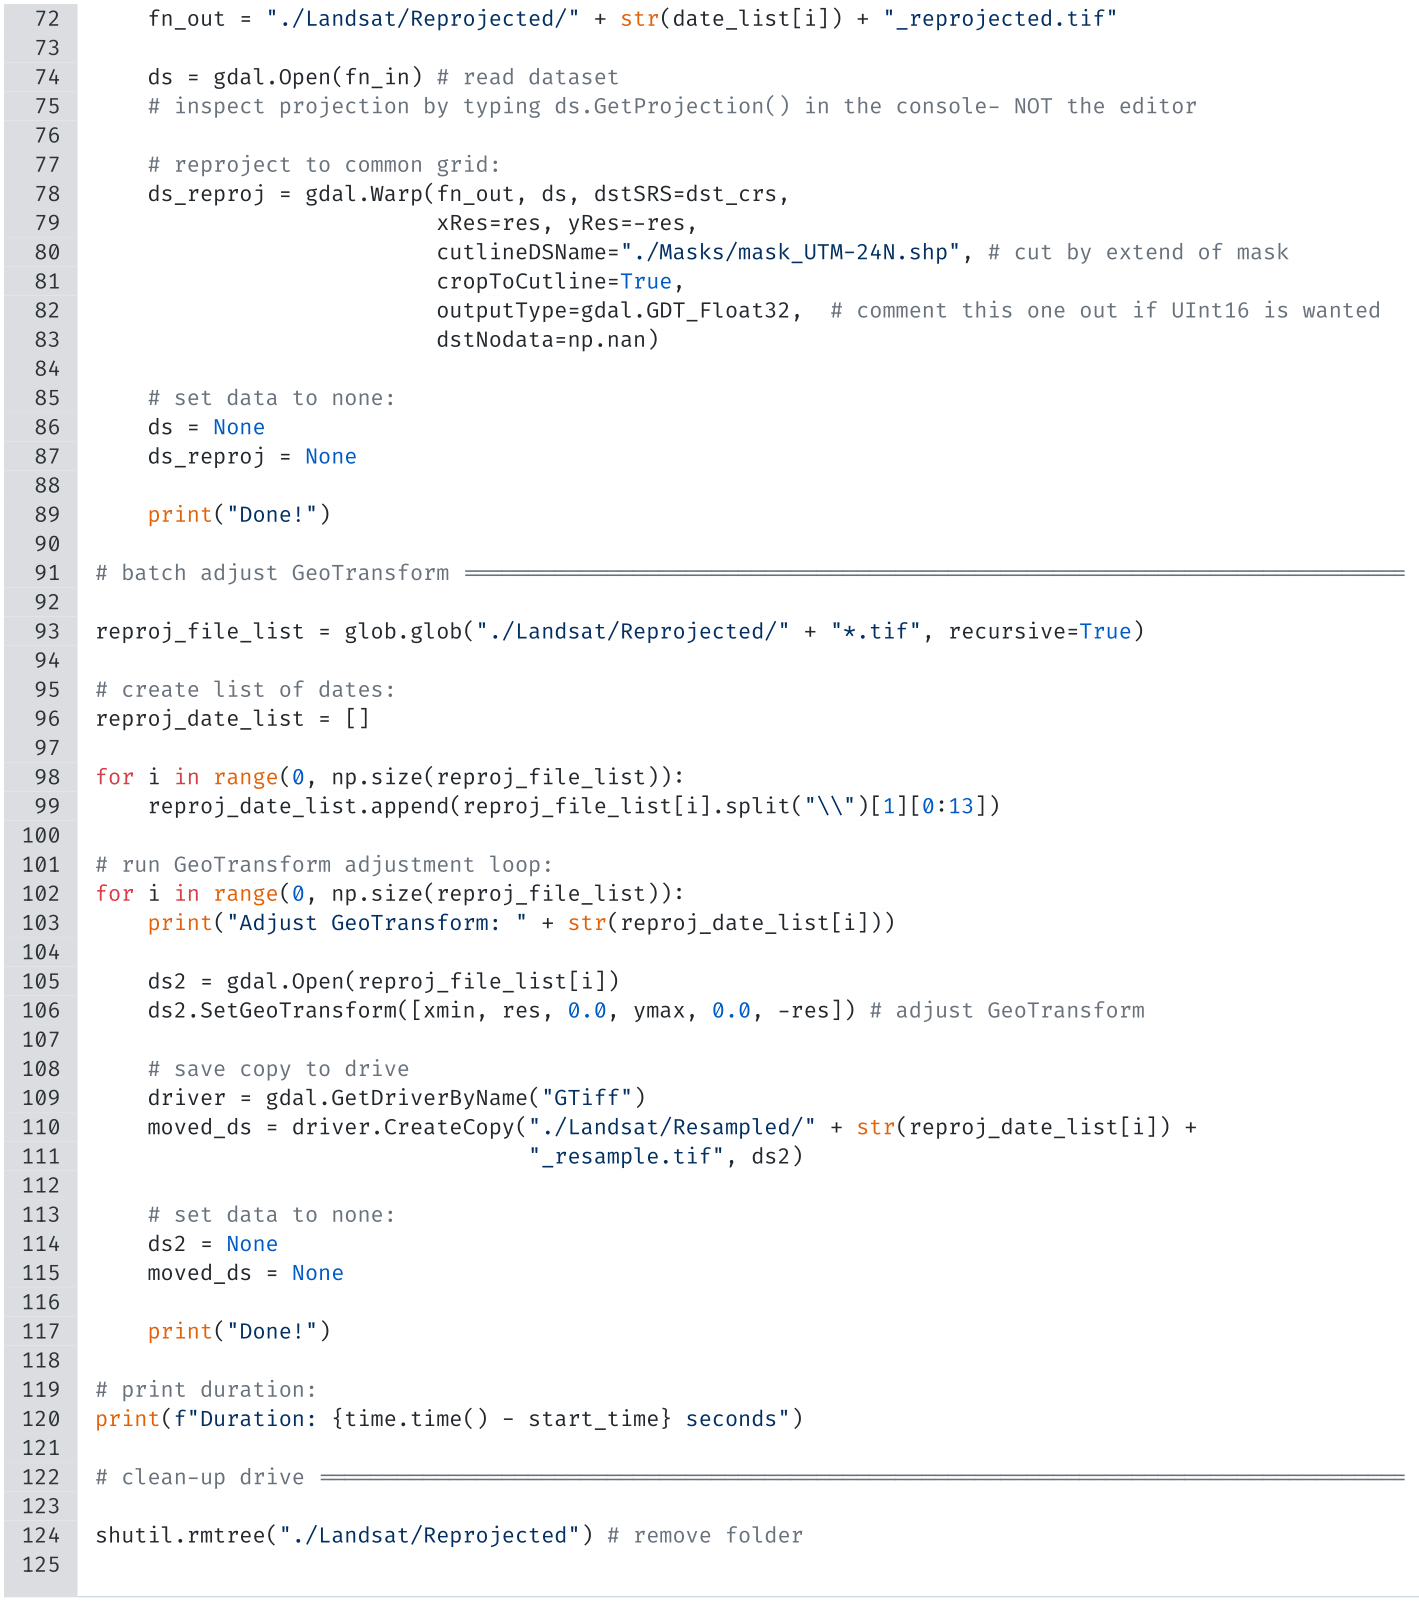 72 fn_out = "./Landsat/Reprojected/" + str(date_list[i]) + "_reprojected.tif"
73
74 ds = gdal.Open(fn_in) # read dataset
75 # inspect projection by typing ds.GetProjection() in the console- NOT the editor
76
77 # reproject to common grid:
78 ds_reproj = gdal.Warp(fn_out, ds, dstSRS=dst_crs,
79 xRes=res, yRes=-res,
80 cutlineDSName="./Masks/mask_UTM-24N.shp", # cut by extend of mask
81 cropToCutline=True,
82 outputType=gdal.GDT_Float32,  # comment this one out if UInt16 is wanted
83 dstNodata=np.nan)
84
85 # set data to none:
86 ds = None
87 ds_reproj = None
88
89 print("Done!")
90
91 # batch adjust GeoTransform ========================================================================
92
93 reproj_file_list = glob.glob("./Landsat/Reprojected/" + "*.tif", recursive=True)
94
95 # create list of dates:
96 reproj_date_list = []
97
98 for i in range(0, np.size(reproj_file_list)):
99 reproj_date_list.append(reproj_file_list[i].split("\\")[1][0:13])
100
101 # run GeoTransform adjustment loop:
102 for i in range(0, np.size(reproj_file_list)):
103 print("Adjust GeoTransform: " + str(reproj_date_list[i]))
104
105 ds2 = gdal.Open(reproj_file_list[i])
106 ds2.SetGeoTransform([xmin, res, 0.0, ymax, 0.0, -res]) # adjust GeoTransform
107
108 # save copy to drive
109 driver = gdal.GetDriverByName("GTiff")
110 moved_ds = driver.CreateCopy("./Landsat/Resampled/" + str(reproj_date_list[i]) +
111 "_resample.tif", ds2)
112
113 # set data to none:
114 ds2 = None
115 moved_ds = None
116
117 print("Done!")
118
119 # print duration:
120 print(f"Duration: {time.time() - start_time} seconds")
121
122 # clean-up drive ===================================================================================
123
124 shutil.rmtree("./Landsat/Reprojected") # remove folder
125